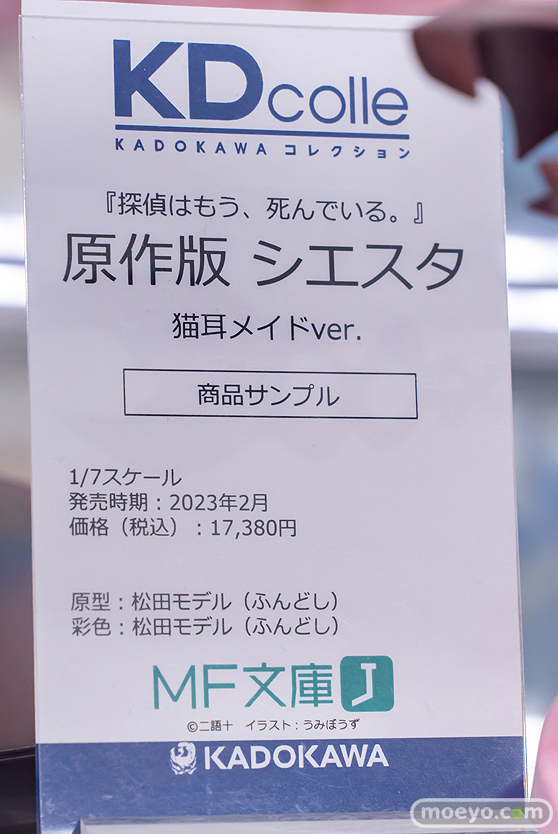 KDcolle
KADOKAWA コレクション
『探偵はもう、死んでいる。』
原作版 シエスタ
猫耳メイドver.
商品サンプル
1/7スケール
発売時期：2023年2月
価格（税込）：17,380円
原型：松田モデル（ふんどし）
彩色：松田モデル（ふんどし）
MF文庫J
©二語十 イラスト：うみぼうず
KADOKAWA
moeyo.com